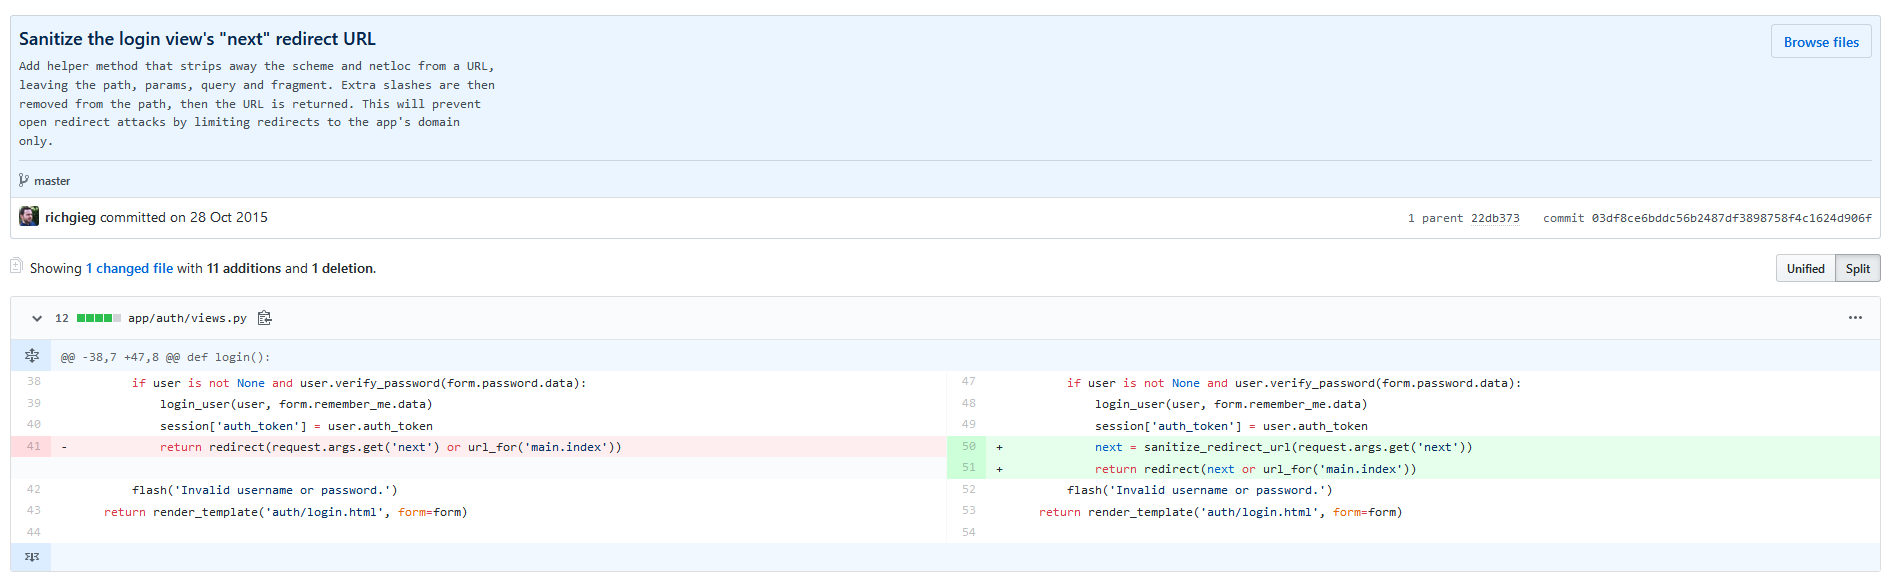 Sanitize the login view's "next" redirect URL
Browse files
Add helper method that strips away the scheme and netloc from a URL,
leaving the path, params, query and fragment. Extra slashes are then
removed from the path, then the URL is returned. This will prevent
open redirect attacks by limiting redirects to the app's domain
only.
master
richgieg committed on 28 Oct 2015
1 parent 22db373 commit 03df8ce6bddc56b2487df3898758f4c1624d906f
Showing 1 changed file with 11 additions and 1 deletion.
Unified Split
12 app/auth/views.py
@@ -38,7 +47,8 @@ def login():
38 if user is not None and user.verify_password(form.password.data):
39 login_user(user, form.remember_me.data)
40 session['auth_token'] = user.auth_token
41 - return redirect(request.args.get('next') or url_for('main.index'))
42 flash('Invalid username or password.')
43 return render_template('auth/login.html', form=form)
44
47 if user is not None and user.verify_password(form.password.data):
48 login_user(user, form.remember_me.data)
49 session['auth_token'] = user.auth_token
50 + next = sanitize_redirect_url(request.args.get('next'))
51 + return redirect(next or url_for('main.index'))
52 flash('Invalid username or password.')
53 return render_template('auth/login.html', form=form)
54